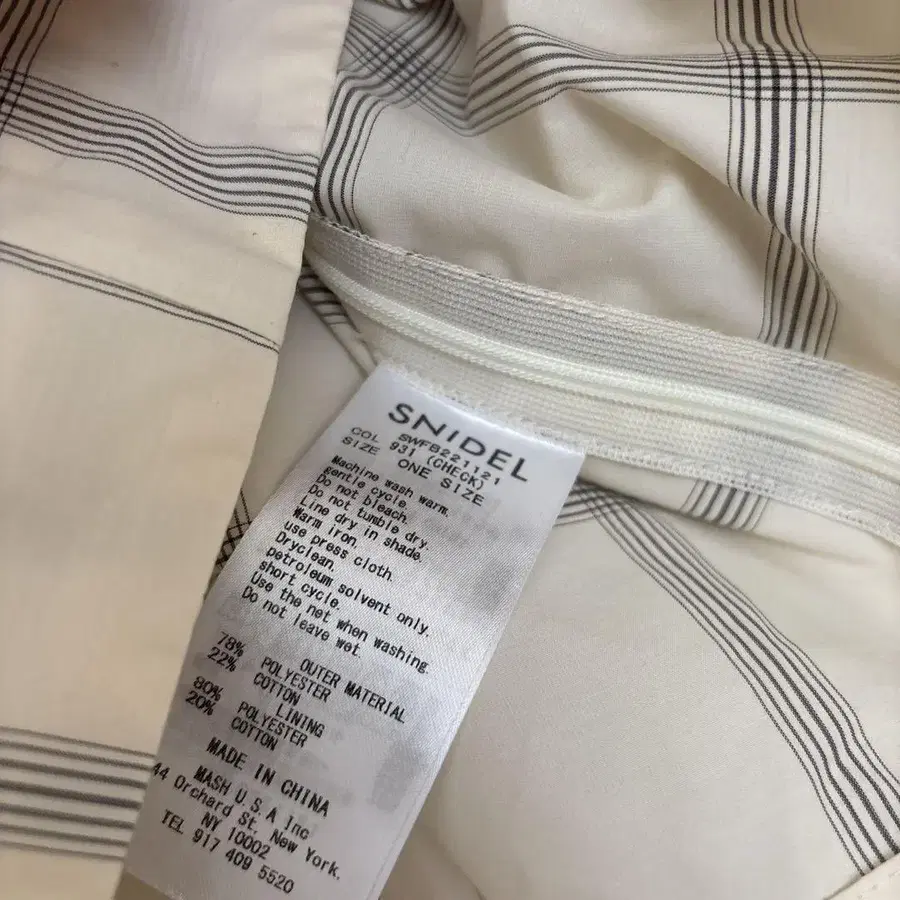 SNIDEL
SWFB221121
COL 931 (CHECK)
SIZE ONE SIZE
Machine wash warm.
gentle cycle.
Do not bleach.
Do not tumble dry.
Line dry in shade.
Warm iron.
use press cloth.
Dryclean.
petroleum solvent only.
short cycle.
Use the net when washing.
Do not leave wet.
OUTER MATERIAL
78% POLYESTER
22% COTTON
LINING
80% POLYESTER
20% COTTON
MADE IN CHINA
MASH U.S.A Inc
44 Orchard St. New York.
NY 10002
TEL 917 409 5520